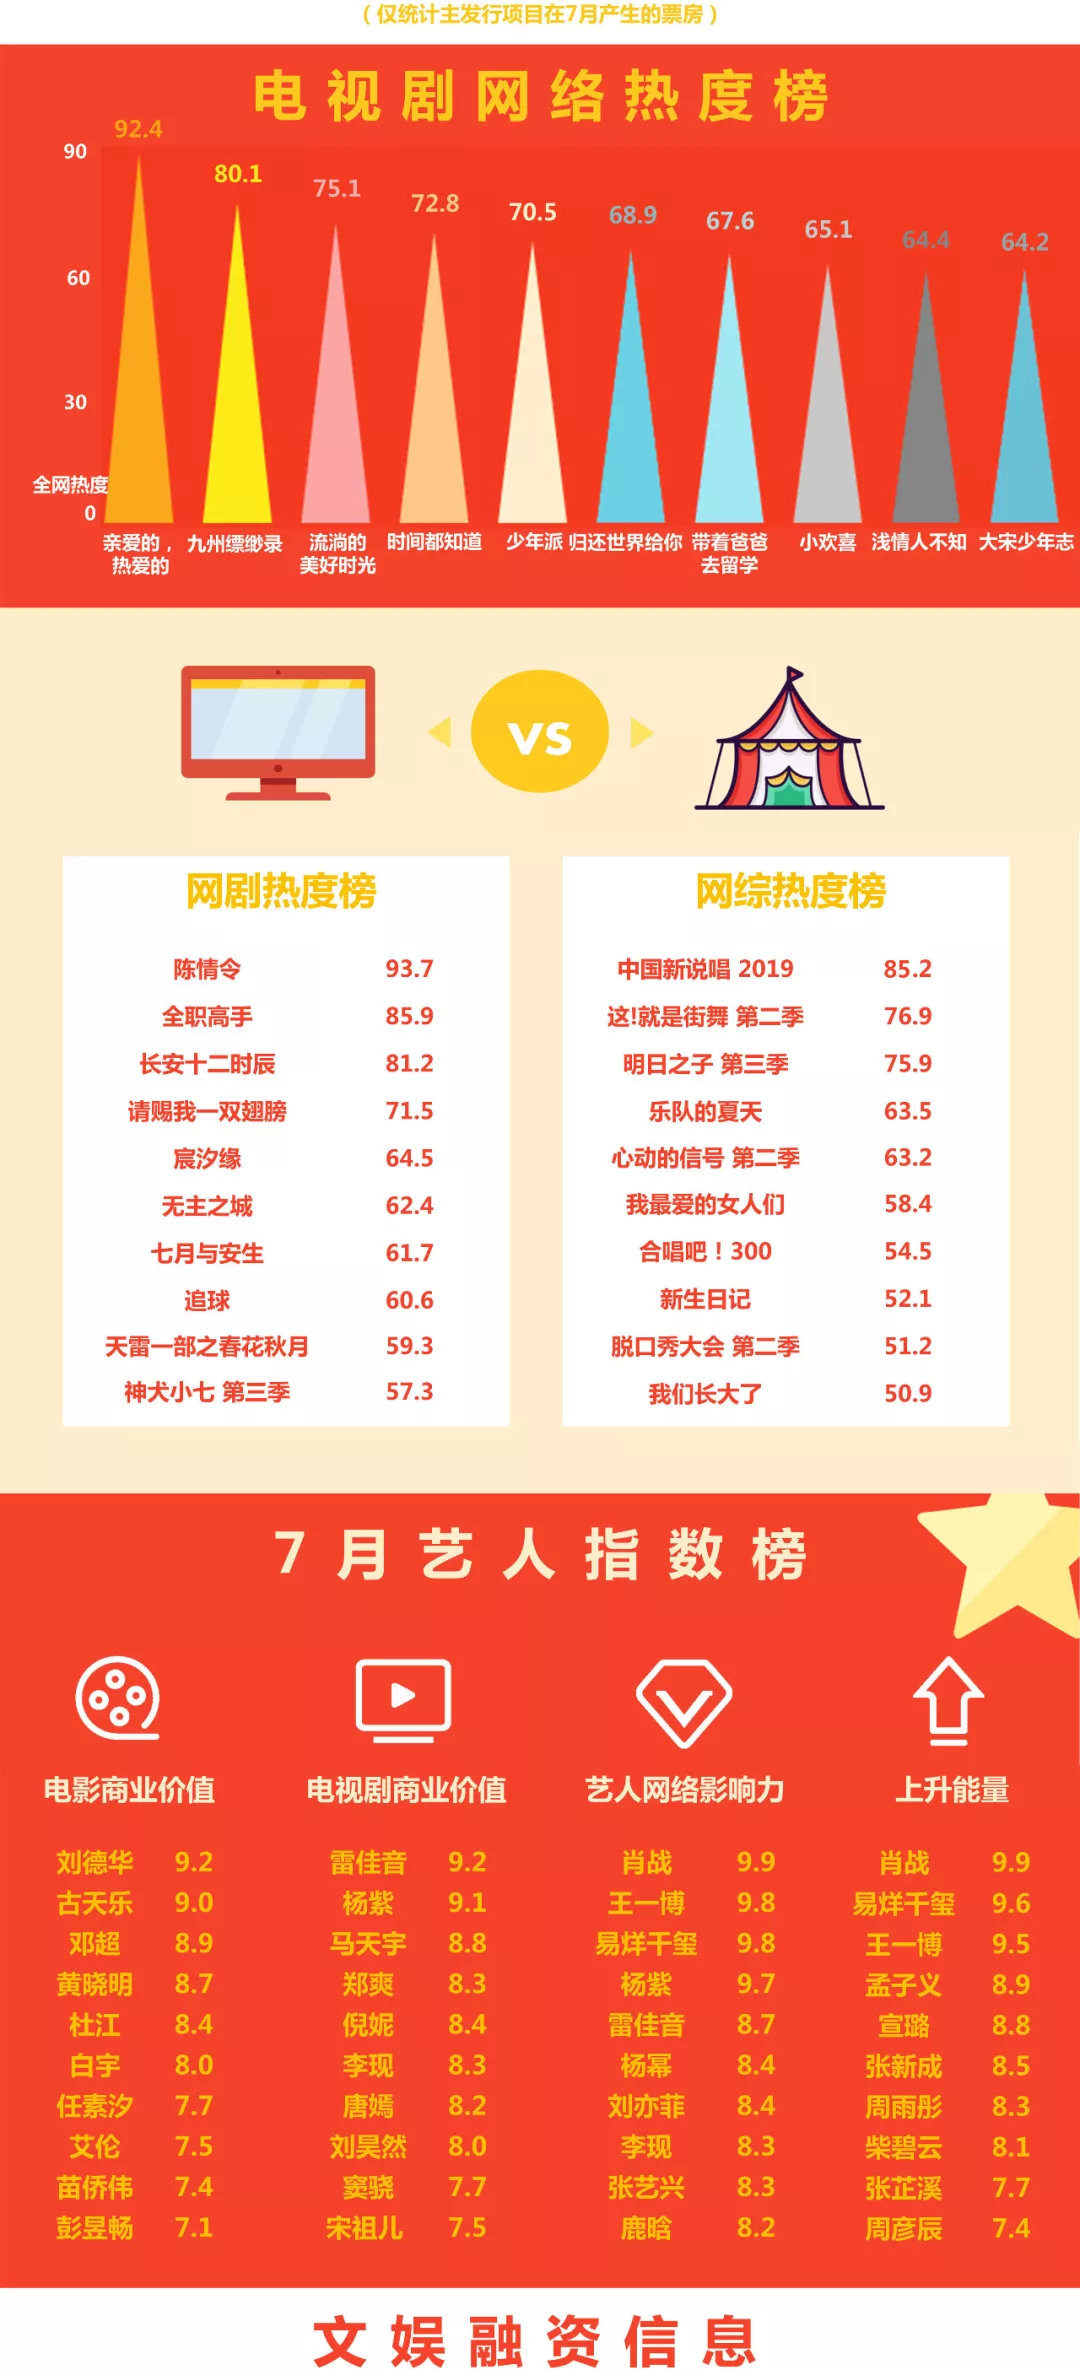 （仅统计主发行项目在7月产生的票房）
电视剧网络热度榜
92.4
90
80.1
75.1
72.8
70.5
68.9
67.6
65.1
64.4
64.2
60
30
全网热度
0
亲爱的，
热爱的
九州缥缈录
流淌的
美好时光
时间都知道
少年派
归还世界给你
带着爸爸
去留学
小欢喜
浅情人不知
大宋少年志
VS
网剧热度榜
陈情令 93.7
全职高手 85.9
长安十二时辰 81.2
请赐我一双翅膀 71.5
宸汐缘 64.5
无主之城 62.4
七月与安生 61.7
追球 60.6
天雷一部之春花秋月 59.3
神犬小七 第三季 57.3
网综热度榜
中国新说唱 2019 85.2
这!就是街舞 第二季 76.9
明日之子 第三季 75.9
乐队的夏天 63.5
心动的信号 第二季 63.2
我最爱的女人们 58.4
合唱吧！300 54.5
新生日记 52.1
脱口秀大会 第二季 51.2
我们长大了 50.9
7月艺人指数榜
电影商业价值
刘德华 9.2
古天乐 9.0
邓超 8.9
黄晓明 8.7
杜江 8.4
白宇 8.0
任素汐 7.7
艾伦 7.5
苗侨伟 7.4
彭昱畅 7.1
电视剧商业价值
雷佳音 9.2
杨紫 9.1
马天宇 8.8
郑爽 8.3
倪妮 8.4
李现 8.3
唐嫣 8.2
刘昊然 8.0
窦骁 7.7
宋祖儿 7.5
艺人网络影响力
肖战 9.9
王一博 9.8
易烊千玺 9.8
杨紫 9.7
雷佳音 8.7
杨幂 8.4
刘亦菲 8.4
李现 8.3
张艺兴 8.3
鹿晗 8.2
上升能量
肖战 9.9
易烊千玺 9.6
王一博 9.5
孟子义 8.9
宣璐 8.8
张新成 8.5
周雨彤 8.3
柴碧云 8.1
张芷溪 7.7
周彦辰 7.4
文娱融资信息